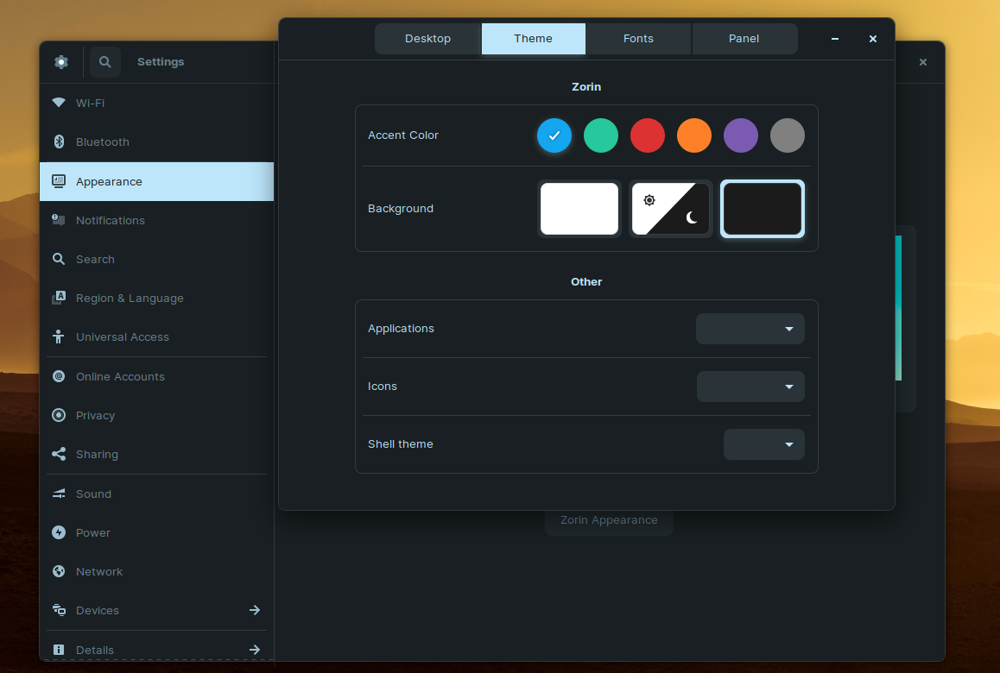 Settings
Wi-Fi
Bluetooth
Appearance
Notifications
Search
Region & Language
Universal Access
Online Accounts
Privacy
Sharing
Sound
Power
Network
Devices
Details
Desktop
Theme
Fonts
Panel
Zorin
Accent Color
Background
Other
Applications
Icons
Shell theme
Zorin Appearance